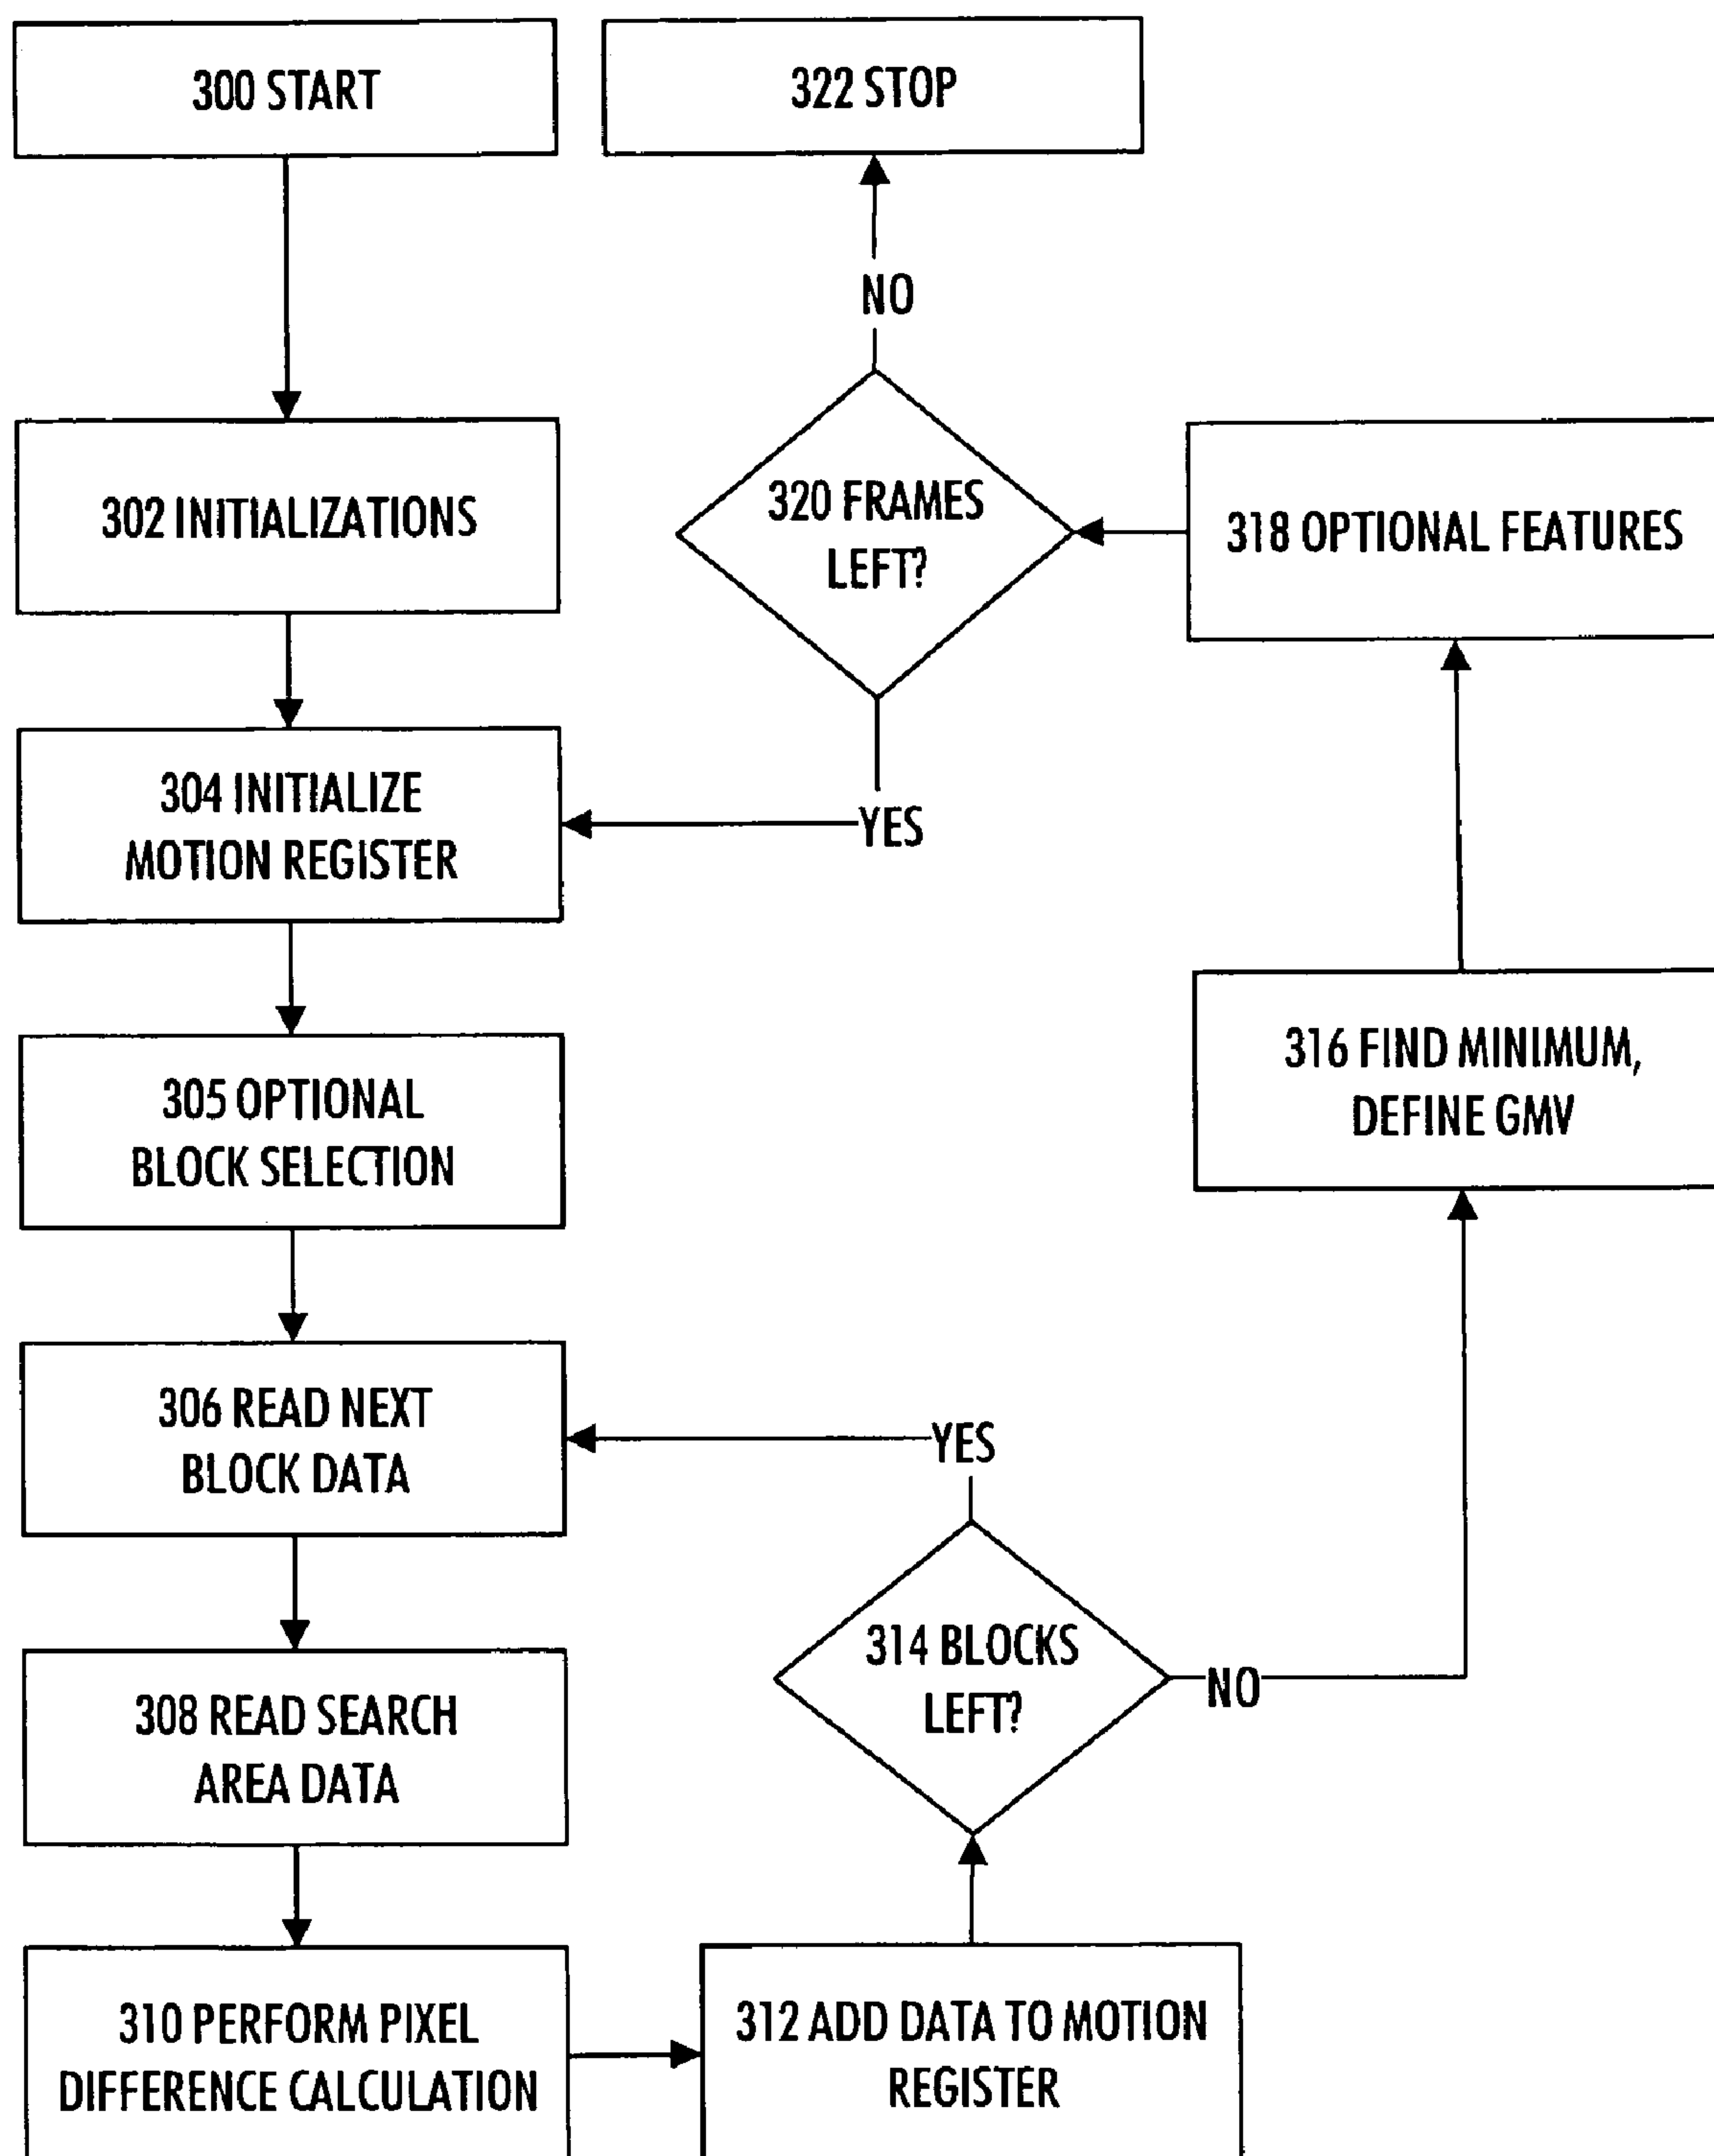 300 START
302 INITIALIZATIONS
304 INITIALIZE
MOTION REGISTER
305 OPTIONAL
BLOCK SELECTION
306 READ NEXT
BLOCK DATA
308 READ SEARCH
AREA DATA
310 PERFORM PIXEL
DIFFERENCE CALCULATION
312 ADD DATA TO MOTION
REGISTER
314 BLOCKS
LEFT?
YES
NO
316 FIND MINIMUM,
DEFINE GMV
318 OPTIONAL FEATURES
320 FRAMES
LEFT?
YES
NO
322 STOP